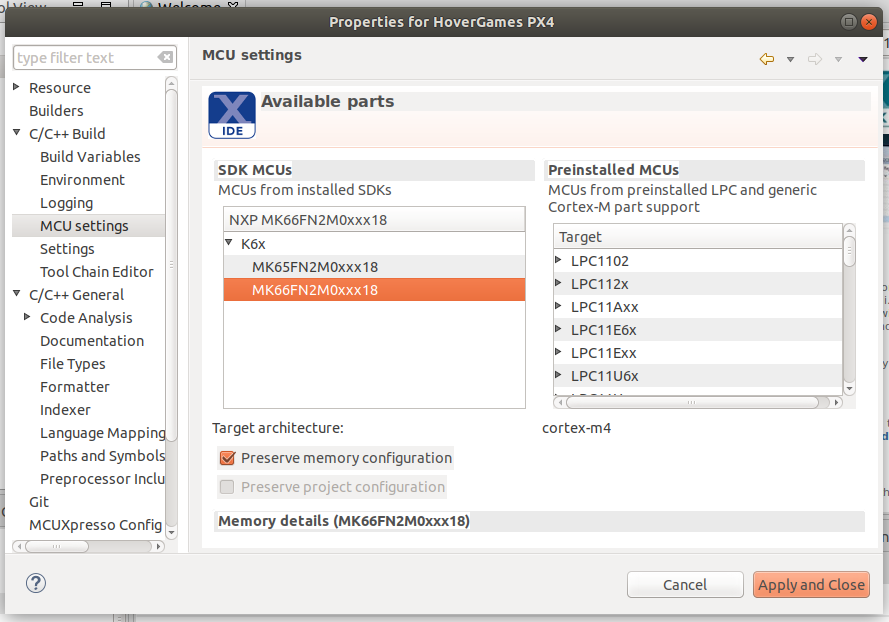 Welcome
Properties for HoverGames PX4
type filter text
Resource
Builders
C/C++ Build
Build Variables
Environment
Logging
MCU settings
Settings
Tool Chain Editor
C/C++ General
Code Analysis
Documentation
File Types
Formatter
Indexer
Language Mapping
Paths and Symbols
Preprocessor Inclu
Git
MCUXpresso Config
MCU settings
X
IDE
Available parts
SDK MCUs
MCUs from installed SDKs
NXP MK66FN2M0xxx18
K6x
MK65FN2M0xxx18
MK66FN2M0xxx18
Preinstalled MCUs
MCUs from preinstalled LPC and generic
Cortex-M part support
Target
LPC1102
LPC112x
LPC11Axx
LPC11E6x
LPC11Exx
LPC11U6x
Target architecture:
cortex-m4
Preserve memory configuration
Preserve project configuration
Memory details (MK66FN2M0xxx18)
?
Cancel
Apply and Close